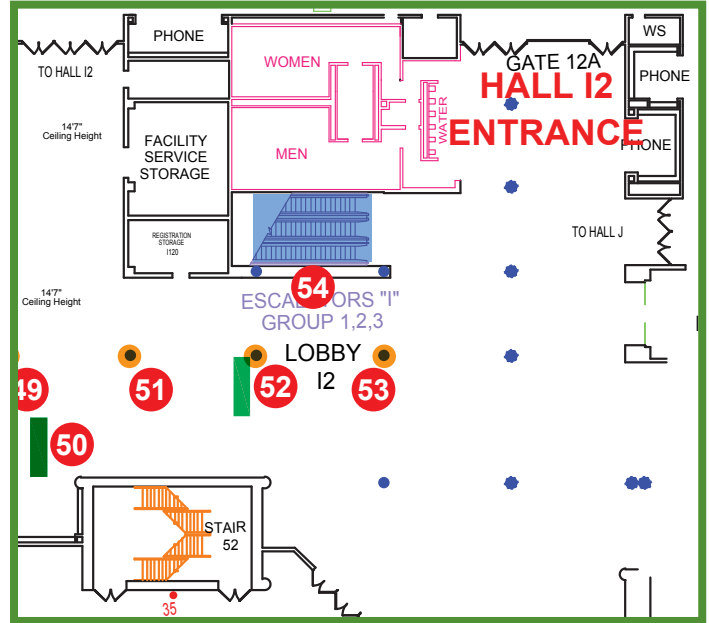 PHONE
WS
TO HALL I2
WOMEN
GATE 12A
PHONE
HALL I2
ENTRANCE
14'7"
Ceiling Height
FACILITY
SERVICE
STORAGE
MEN
WATER
PHONE
REGISTRATION
STORAGE
I120
TO HALL J
14'7"
Ceiling Height
54
ESCALATORS "I"
GROUP 1,2,3
LOBBY
I2
49
51
52
53
50
STAIR
52
35